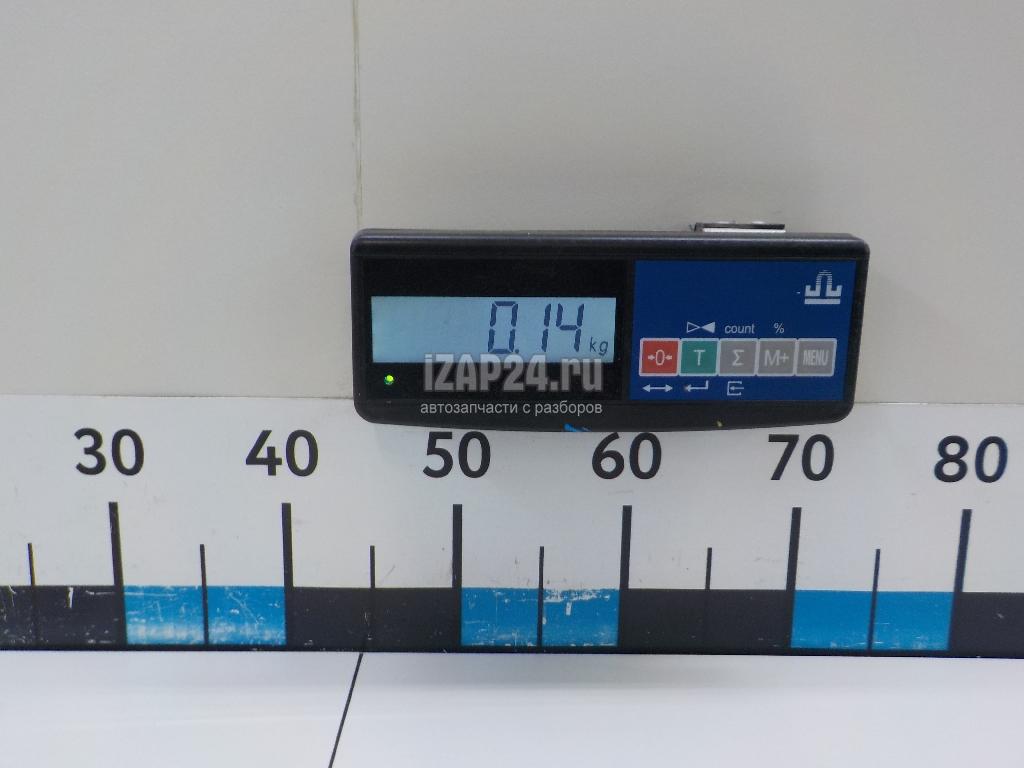 0.14 kg
count %
→0← T Σ M+ MENU
iZAP24.ru
автозапчасти с разборов
30 40 50 60 70 80